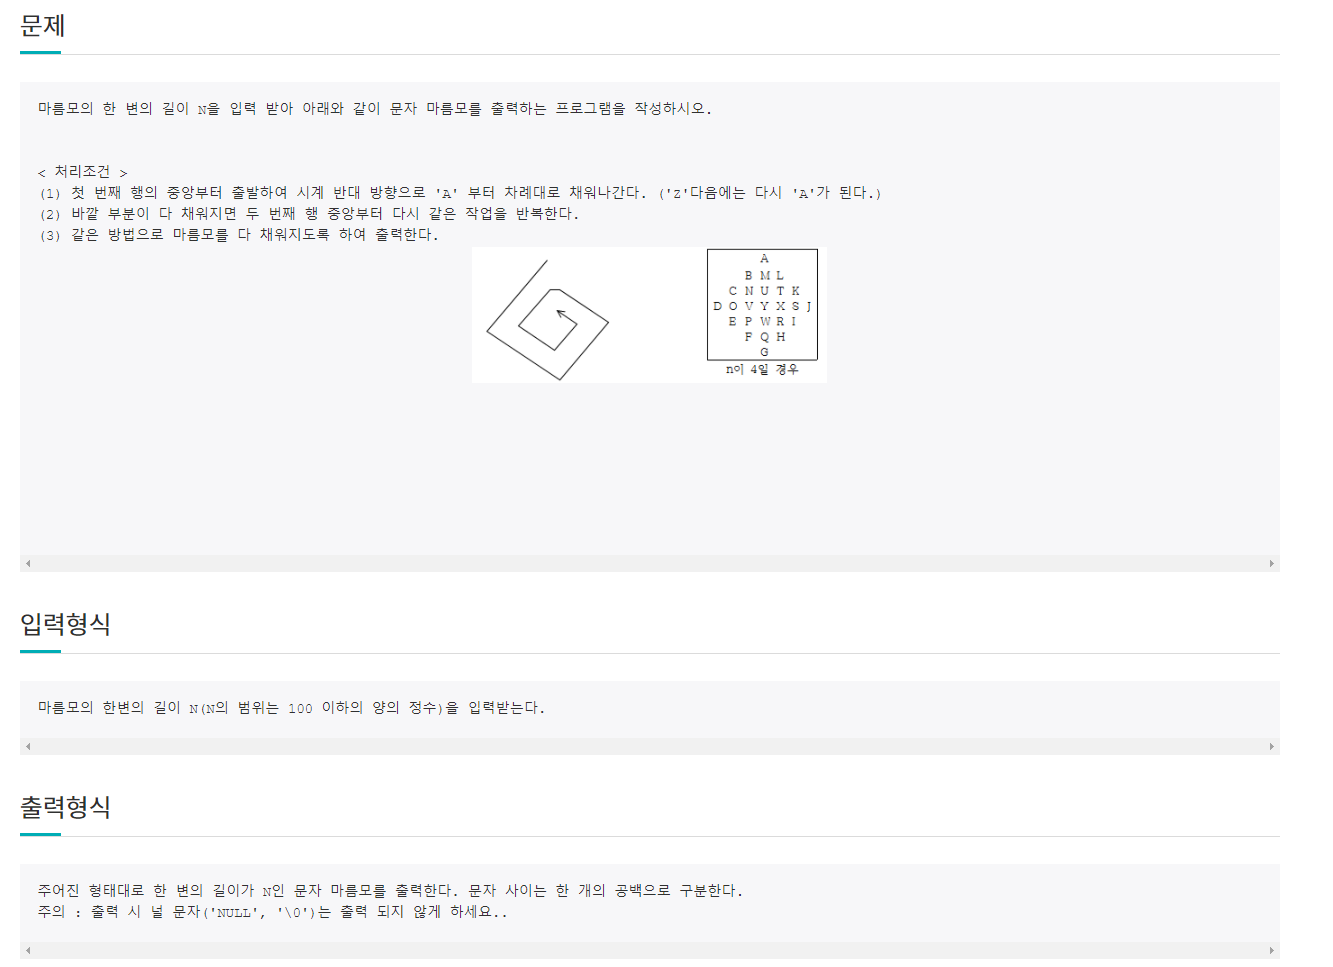 문제
마름모의 한 변의 길이 N을 입력 받아 아래와 같이 문자 마름모를 출력하는 프로그램을 작성하시오.
< 처리조건 >
(1) 첫 번째 행의 중앙부터 출발하여 시계 반대 방향으로 'A' 부터 차례대로 채워나간다. ('Z'다음에는 다시 'A'가 된다.)
(2) 바깥 부분이 다 채워지면 두 번째 행 중앙부터 다시 같은 작업을 반복한다.
(3) 같은 방법으로 마름모를 다 채워지도록 하여 출력한다.
A
B M L
C N U T K
D O V Y X S J
E P W R I
F Q H
G
n이 4일 경우
입력형식
마름모의 한변의 길이 N(N의 범위는 100 이하의 양의 정수)을 입력받는다.
출력형식
주어진 형태대로 한 변의 길이가 N인 문자 마름모를 출력한다. 문자 사이는 한 개의 공백으로 구분한다.
주의 : 출력 시 널 문자('NULL', '\0')는 출력 되지 않게 하세요..